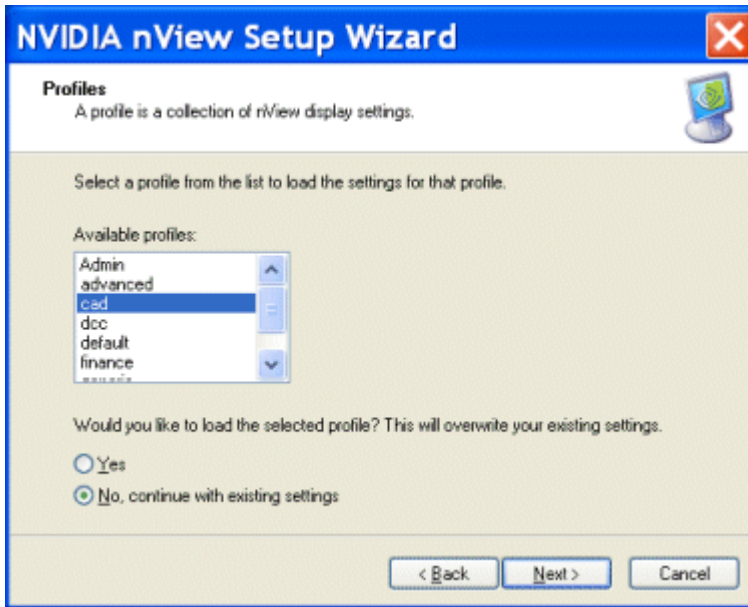 NVIDIA nView Setup Wizard
Profiles
A profile is a collection of nView display settings.
Select a profile from the list to load the settings for that profile.
Available profiles:
Admin
advanced
cad
dcc
default
finance
Would you like to load the selected profile? This will overwrite your existing settings.
Yes
No, continue with existing settings
< Back Next > Cancel